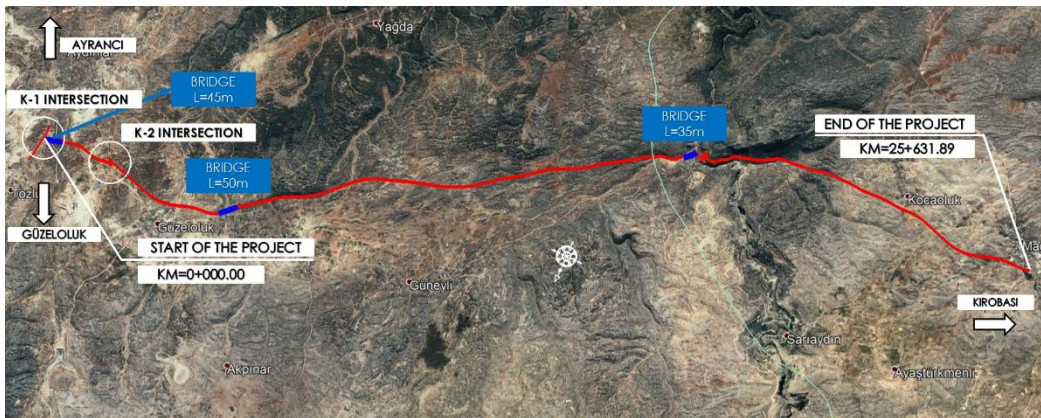 Yağda
AYRANCI
BRIDGE
L=45m
K-1 INTERSECTION
K-2 INTERSECTION
BRIDGE
L=35m
END OF THE PROJECT
KM=25+631.89
BRIDGE
L=50m
Güzeloluk
Kocaoluk
GÜZELOLUK
START OF THE PROJECT
KM=0+000.00
Güneyli
KIROBASI
Sarıaydın
Akpınar
Ayaştürkmenli